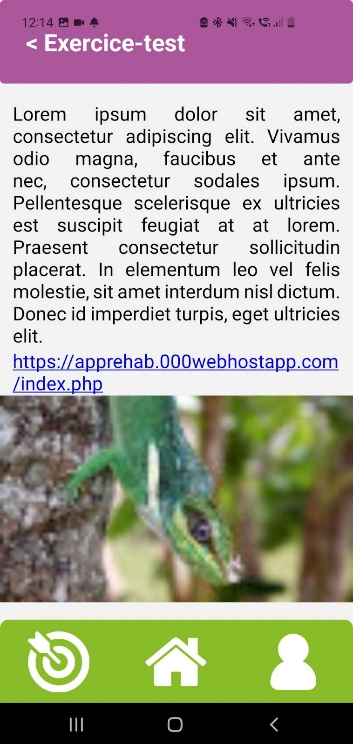 12:14
< Exercice-test
Lorem ipsum dolor sit amet,
consectetur adipiscing elit. Vivamus
odio magna, faucibus et ante
nec, consectetur sodales ipsum.
Pellentesque scelerisque ex ultricies
est suscipit feugiat at at lorem.
Praesent consectetur sollicitudin
placerat. In elementum leo vel felis
molestie, sit amet interdum nisl dictum.
Donec id imperdiet turpis, eget ultricies
elit.
https://apprehab.000webhostapp.com
/index.php